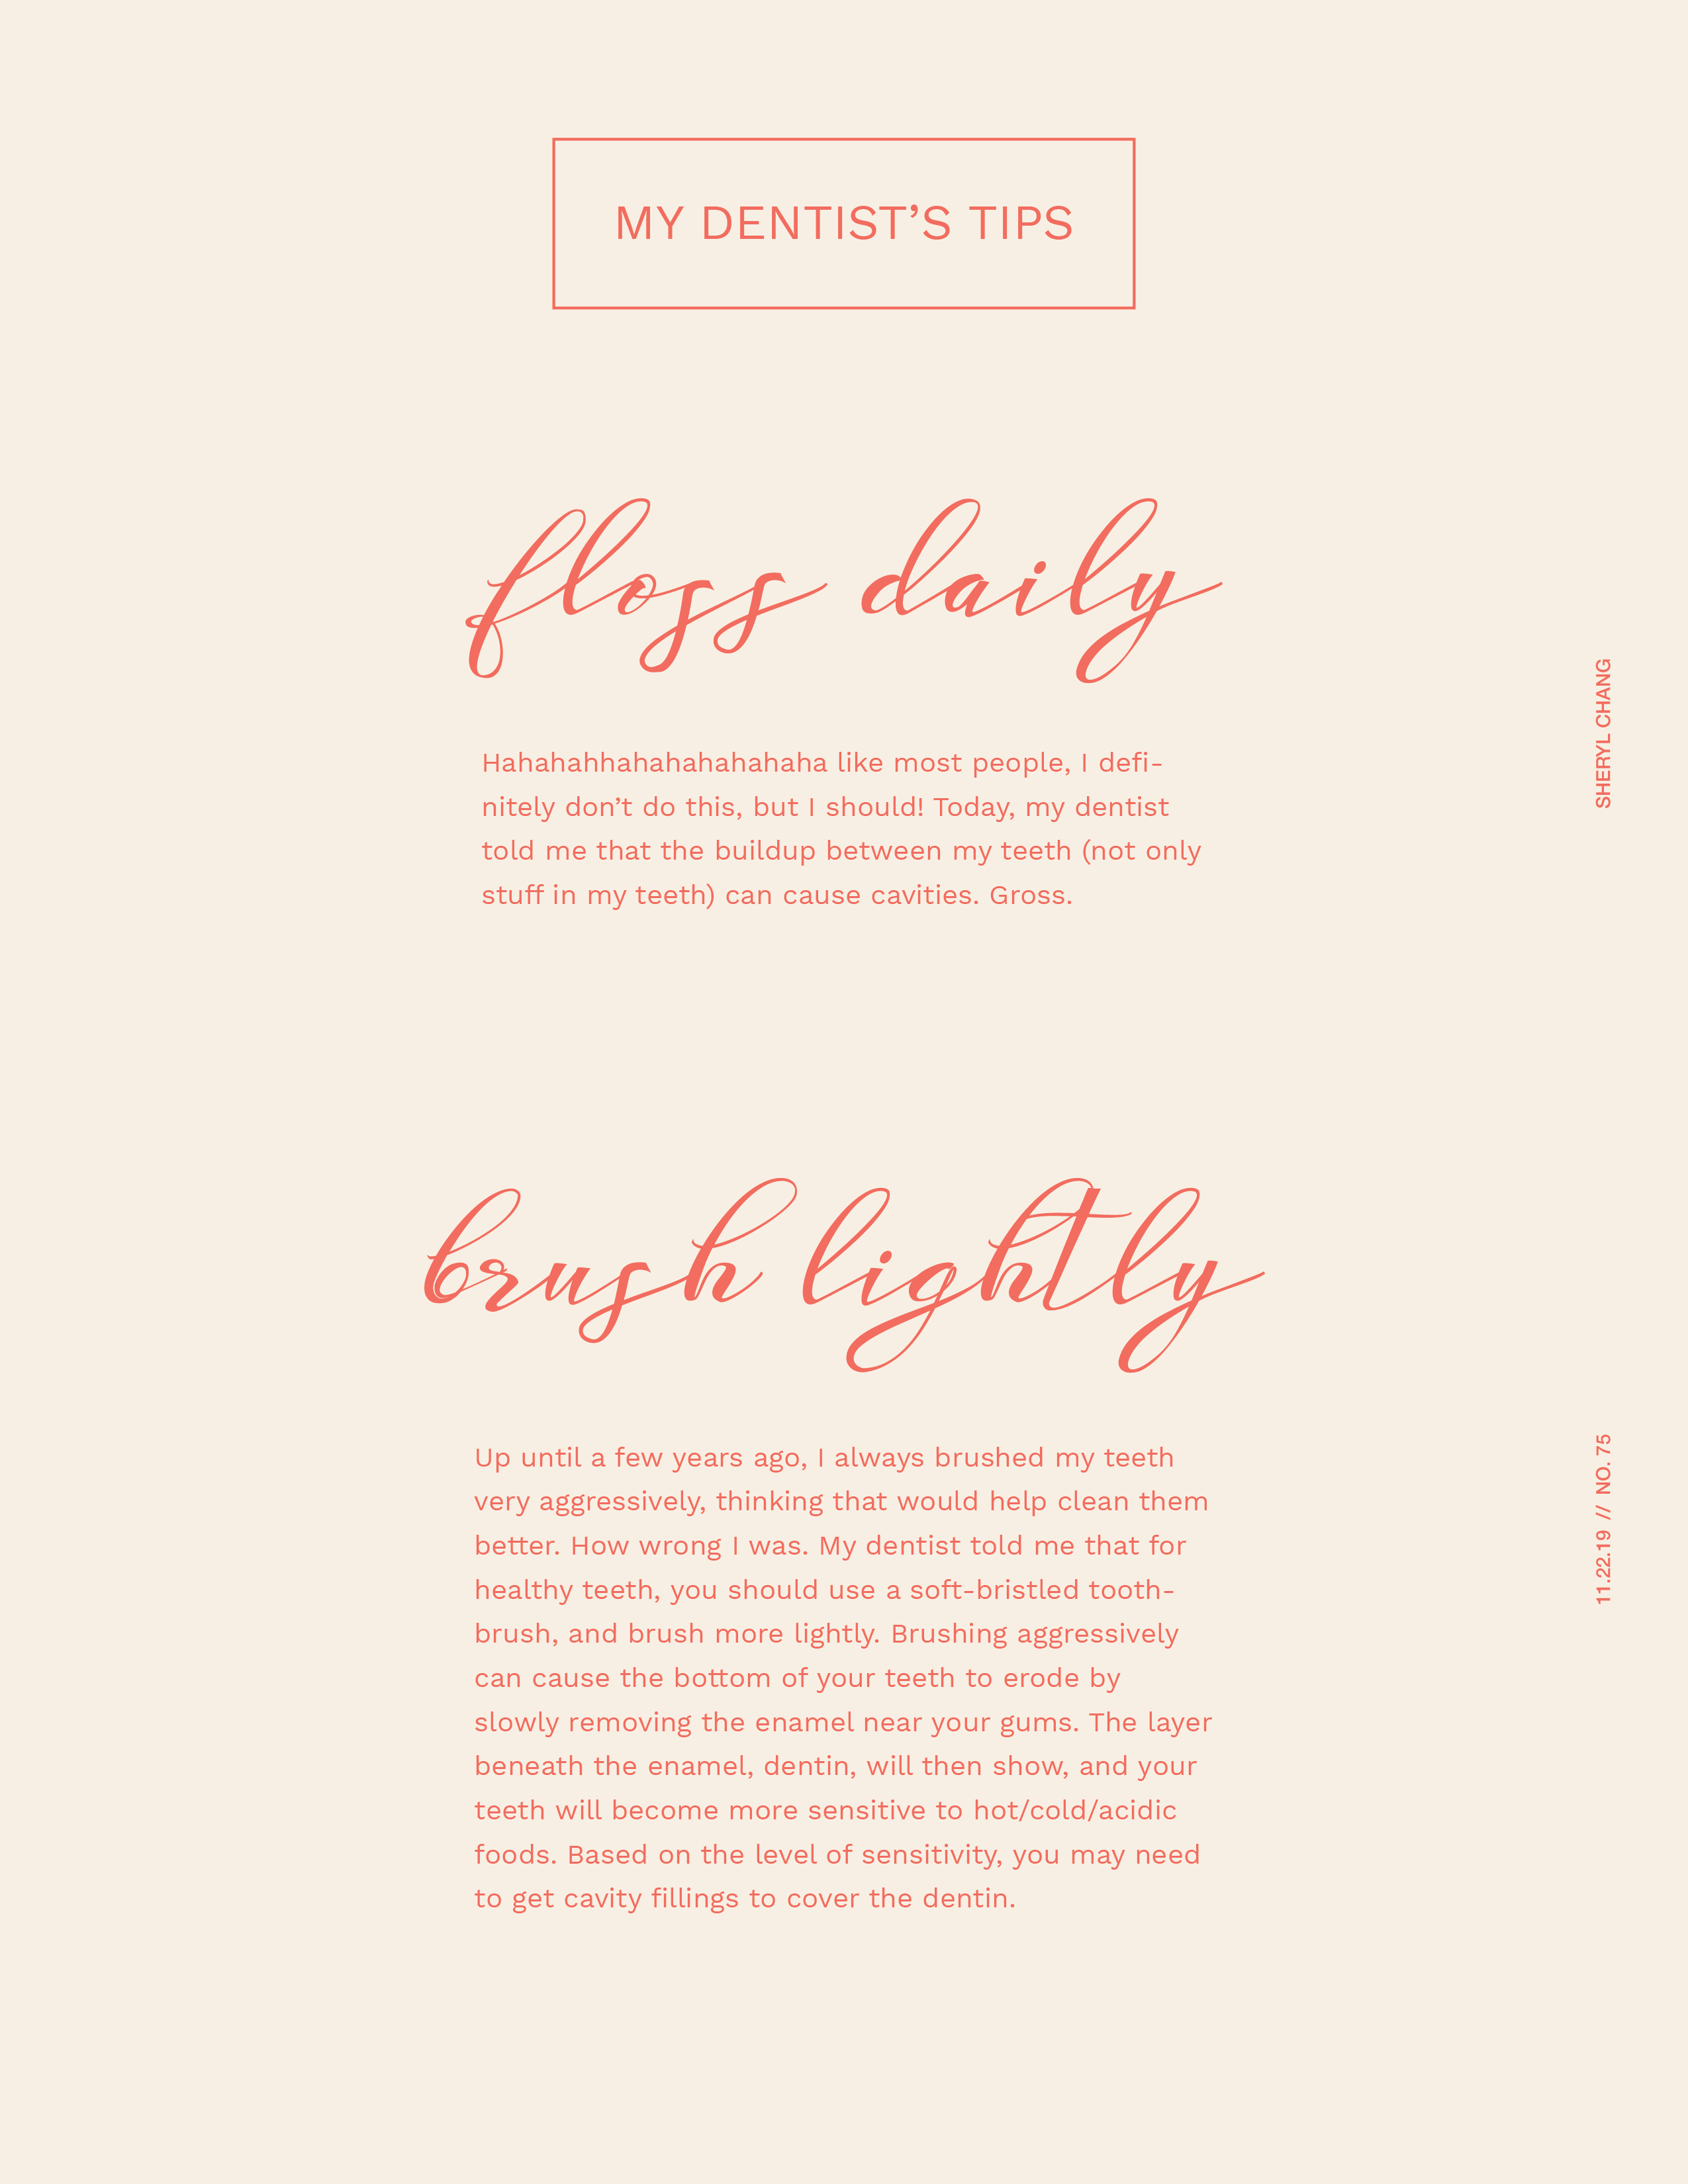 MY DENTIST’S TIPS
floss daily
Hahahahhahahahahahaha like most people, I defi-
nitely don’t do this, but I should! Today, my dentist
told me that the buildup between my teeth (not only
stuff in my teeth) can cause cavities. Gross.
brush lightly
Up until a few years ago, I always brushed my teeth
very aggressively, thinking that would help clean them
better. How wrong I was. My dentist told me that for
healthy teeth, you should use a soft-bristled tooth-
brush, and brush more lightly. Brushing aggressively
can cause the bottom of your teeth to erode by
slowly removing the enamel near your gums. The layer
beneath the enamel, dentin, will then show, and your
teeth will become more sensitive to hot/cold/acidic
foods. Based on the level of sensitivity, you may need
to get cavity fillings to cover the dentin.
SHERYL CHANG
11.22.19 // NO. 75